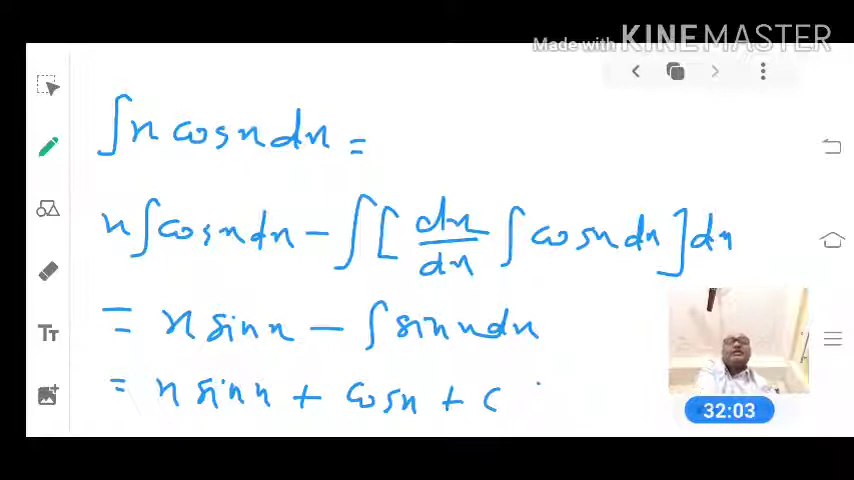 Made with KINEMASTER
∫x cosx dx =
x∫cosx dx − ∫[ dx/dx ∫cosx dx ] dx
= x sinx − ∫sinx dx
= x sinx + cosx + c
Tт
32:03